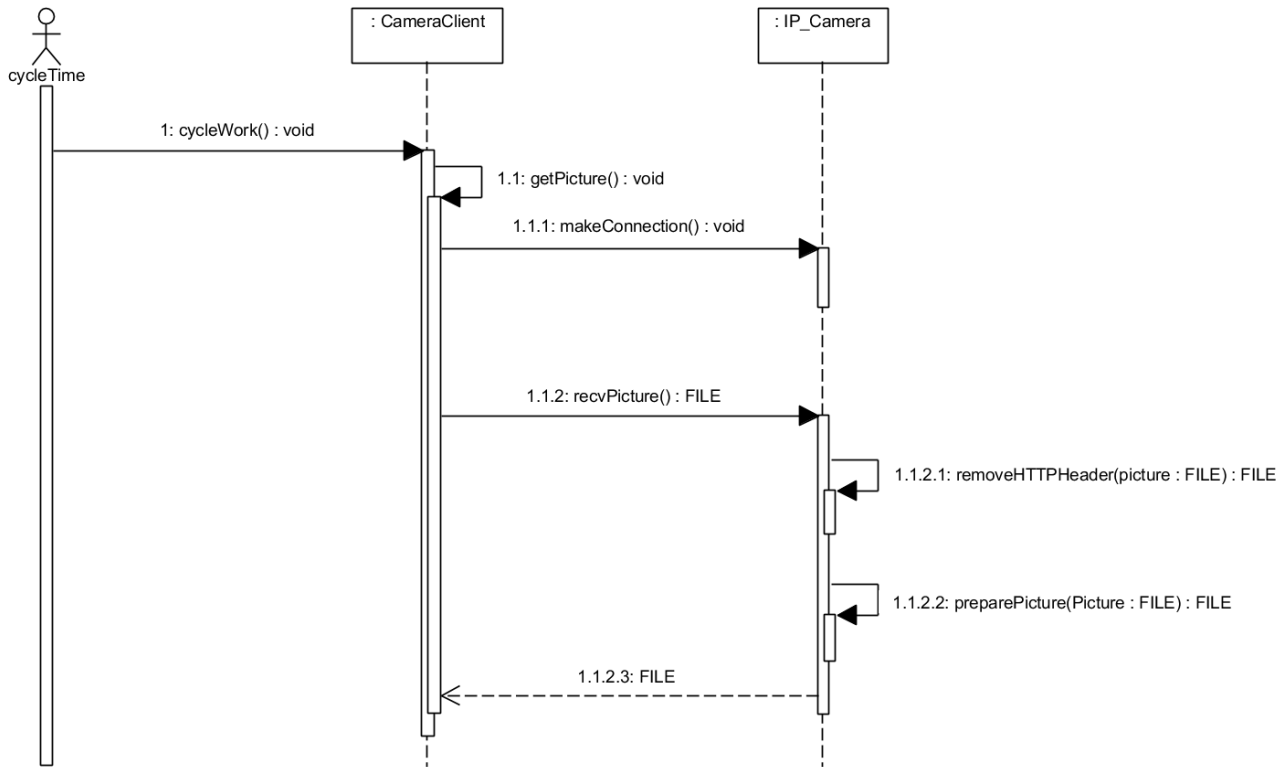 : CameraClient
: IP_Camera
cycleTime
1: cycleWork() : void
1.1: getPicture() : void
1.1.1: makeConnection() : void
1.1.2: recvPicture() : FILE
1.1.2.1: removeHTTPHeader(picture : FILE) : FILE
1.1.2.2: preparePicture(Picture : FILE) : FILE
1.1.2.3: FILE